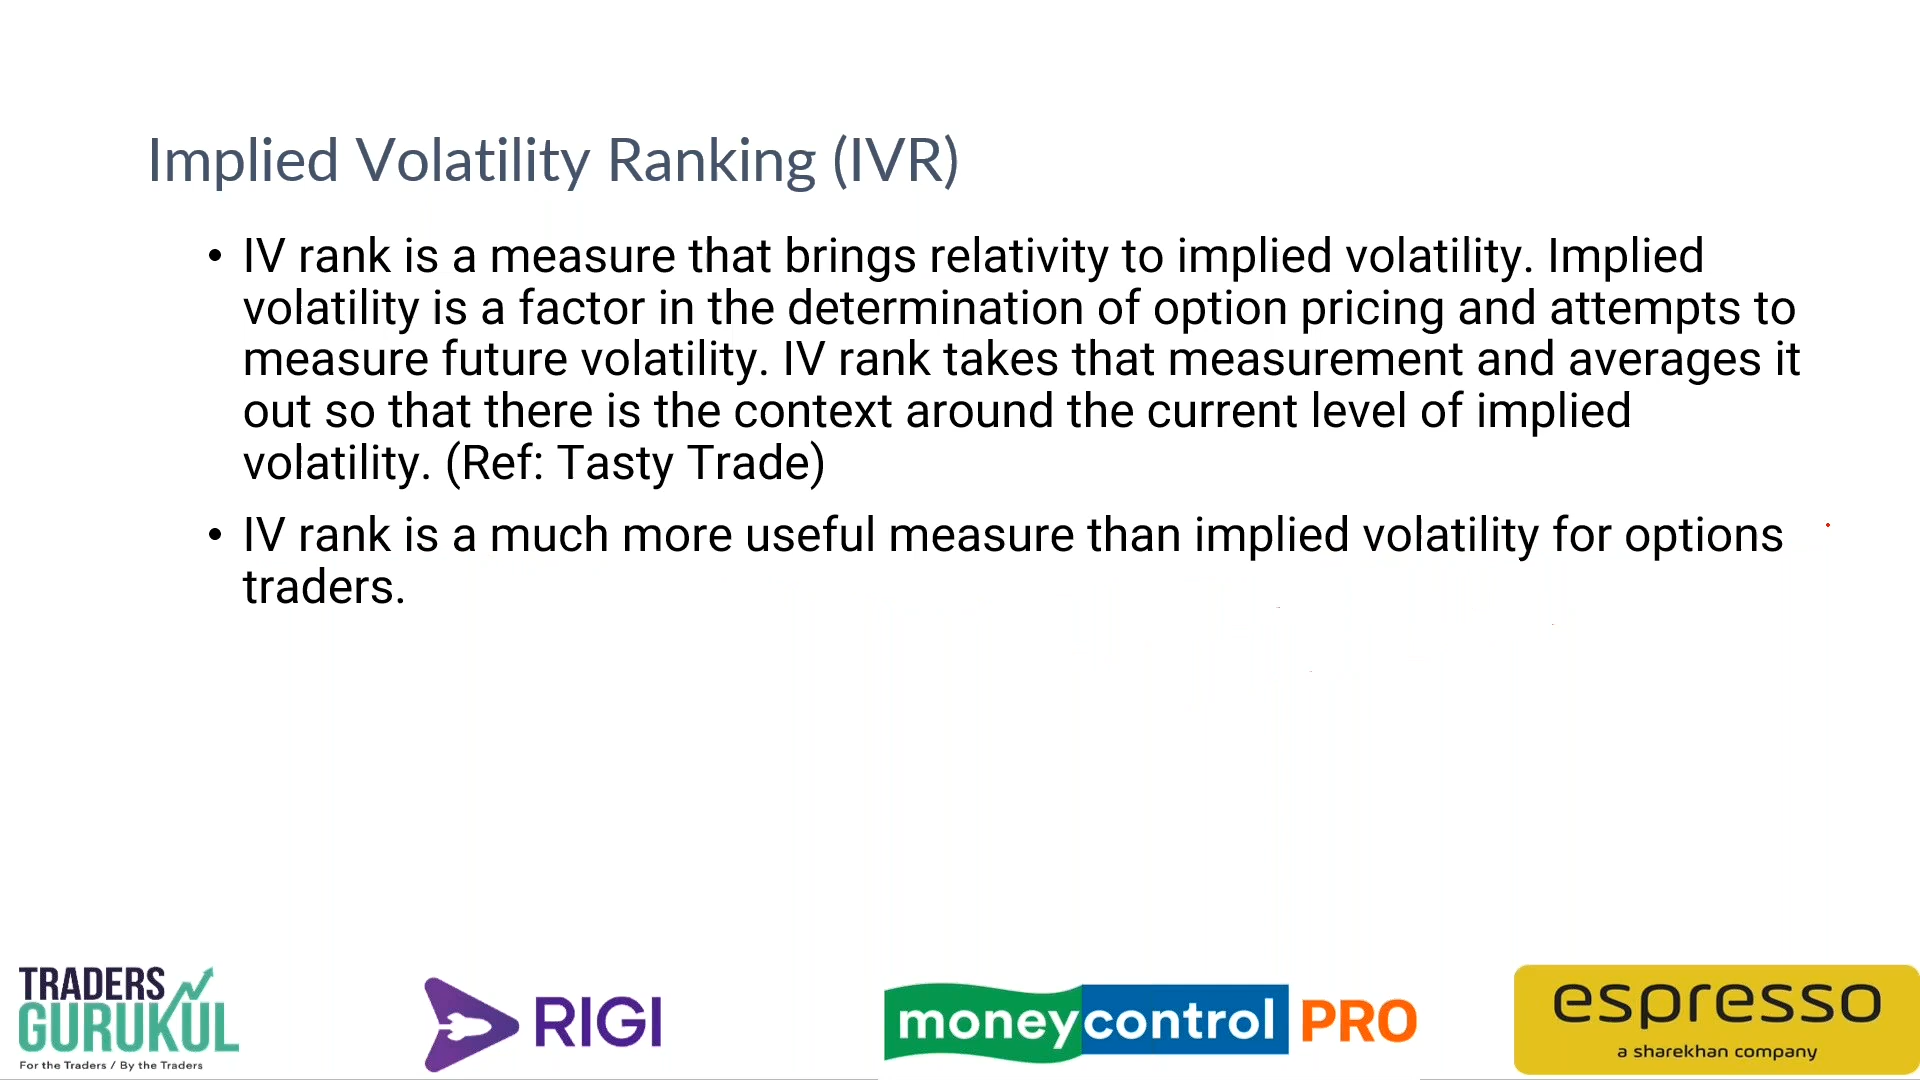 Implied Volatility Ranking (IVR)
• IV rank is a measure that brings relativity to implied volatility. Implied
volatility is a factor in the determination of option pricing and attempts to
measure future volatility. IV rank takes that measurement and averages it
out so that there is the context around the current level of implied
volatility. (Ref: Tasty Trade)
• IV rank is a much more useful measure than implied volatility for options
traders.
TRADERS
GURUKUL
For the Traders / By the Traders
RIGI
moneycontrol PRO
espresso
a sharekhan company